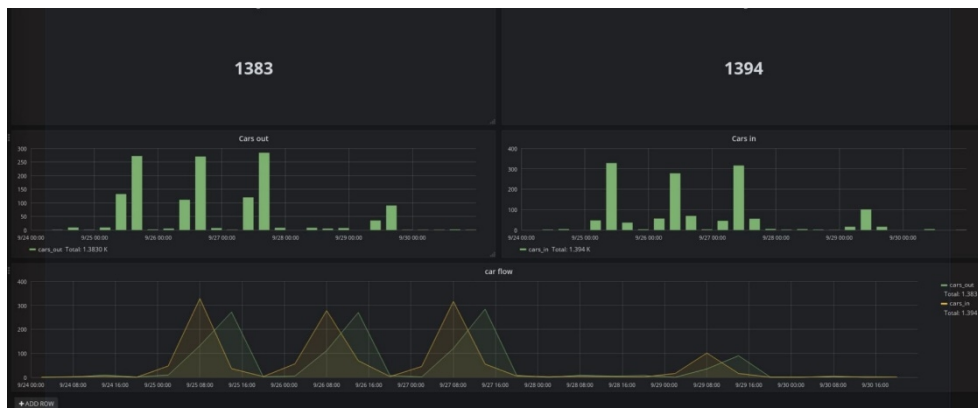 1383
1394
Cars out
300
250
200
150
100
50
0
9/24 00:00 9/25 00:00 9/26 00:00 9/27 00:00 9/28 00:00 9/29 00:00 9/30 00:00
cars_out Total: 1.3830 K
Cars in
400
300
200
100
0
9/24 00:00 9/25 00:00 9/26 00:00 9/27 00:00 9/28 00:00 9/29 00:00 9/30 00:00
cars_in Total: 1.394 K
car flow
400
300
200
100
0
9/24 00:00 9/24 08:00 9/24 16:00 9/25 00:00 9/25 08:00 9/25 16:00 9/26 00:00 9/26 08:00 9/26 16:00 9/27 00:00 9/27 08:00 9/27 16:00 9/28 00:00 9/28 08:00 9/28 16:00 9/29 00:00 9/29 08:00 9/29 16:00 9/30 00:00 9/30 08:00 9/30 16:00
cars_out
Total: 1.383
cars_in
Total: 1.394
+ ADD ROW